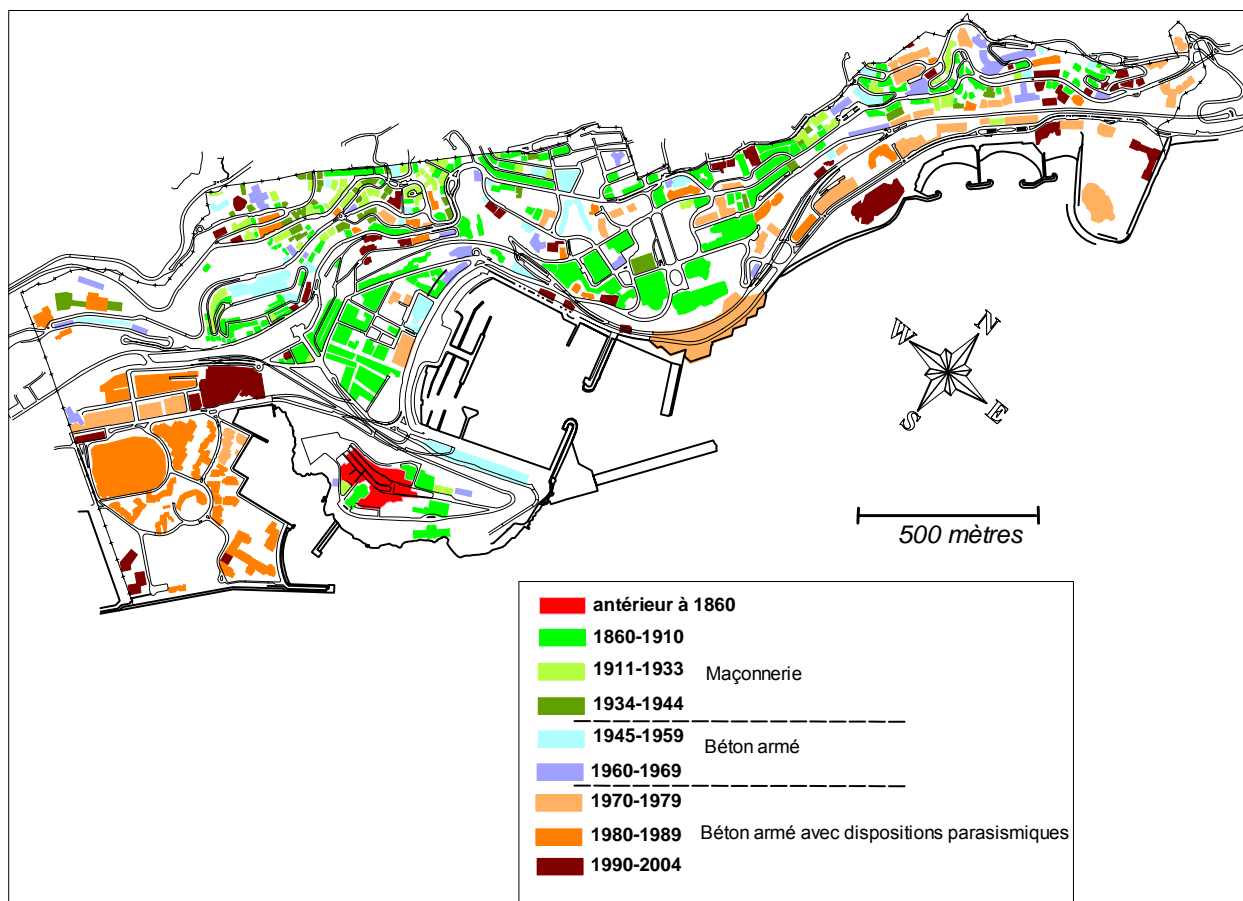 N
W
E
S
500 mètres
antérieur à 1860
1860-1910
1911-1933
Maçonnerie
1934-1944
1945-1959
Béton armé
1960-1969
1970-1979
1980-1989
Béton armé avec dispositions parasismiques
1990-2004